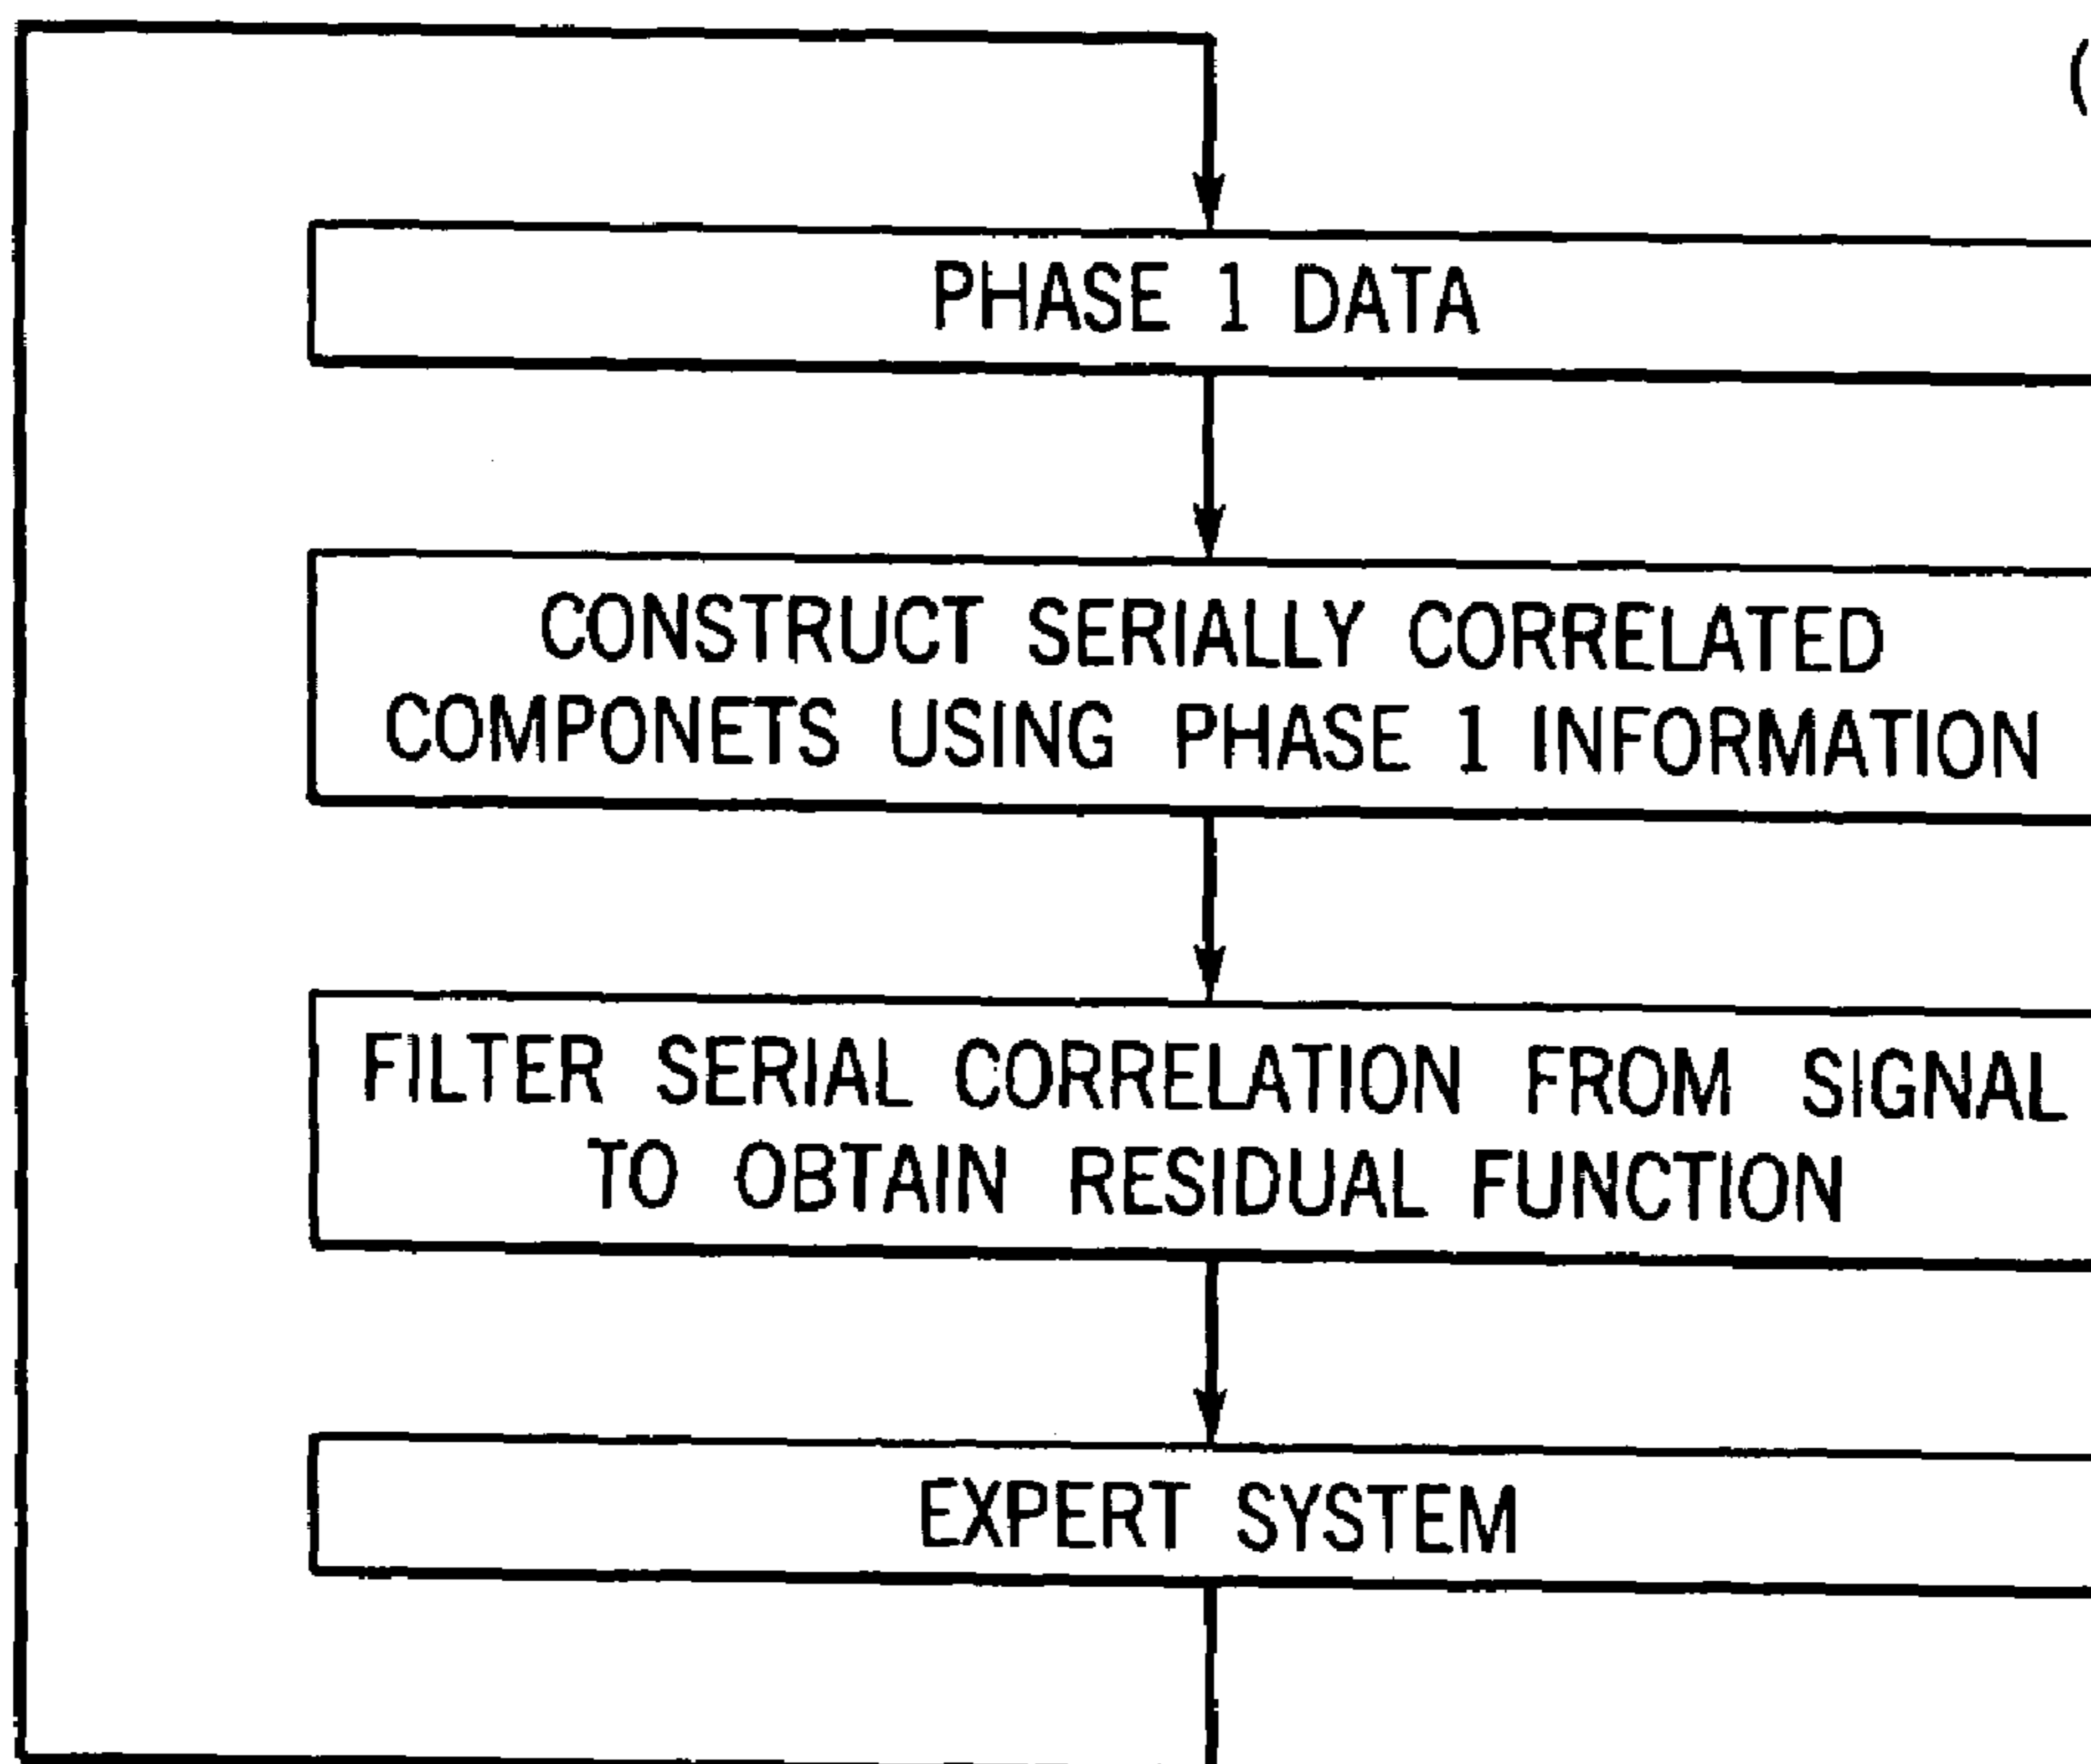 (
PHASE 1 DATA
CONSTRUCT SERIALLY CORRELATED
COMPONETS USING PHASE 1 INFORMATION
FILTER SERIAL CORRELATION FROM SIGNAL
TO OBTAIN RESIDUAL FUNCTION
EXPERT SYSTEM